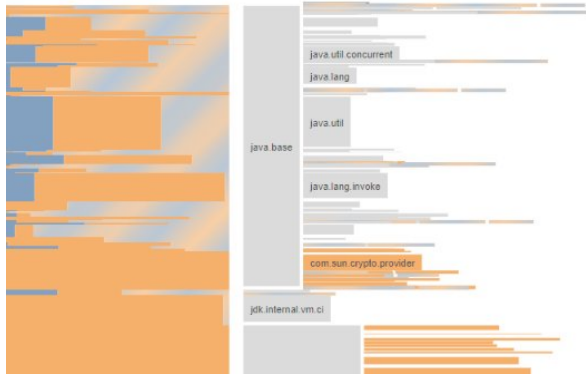 java.util.concurrent
java.lang
java.util
java.base
java.lang.invoke
com.sun.crypto.provider
jdk.internal.vm.ci